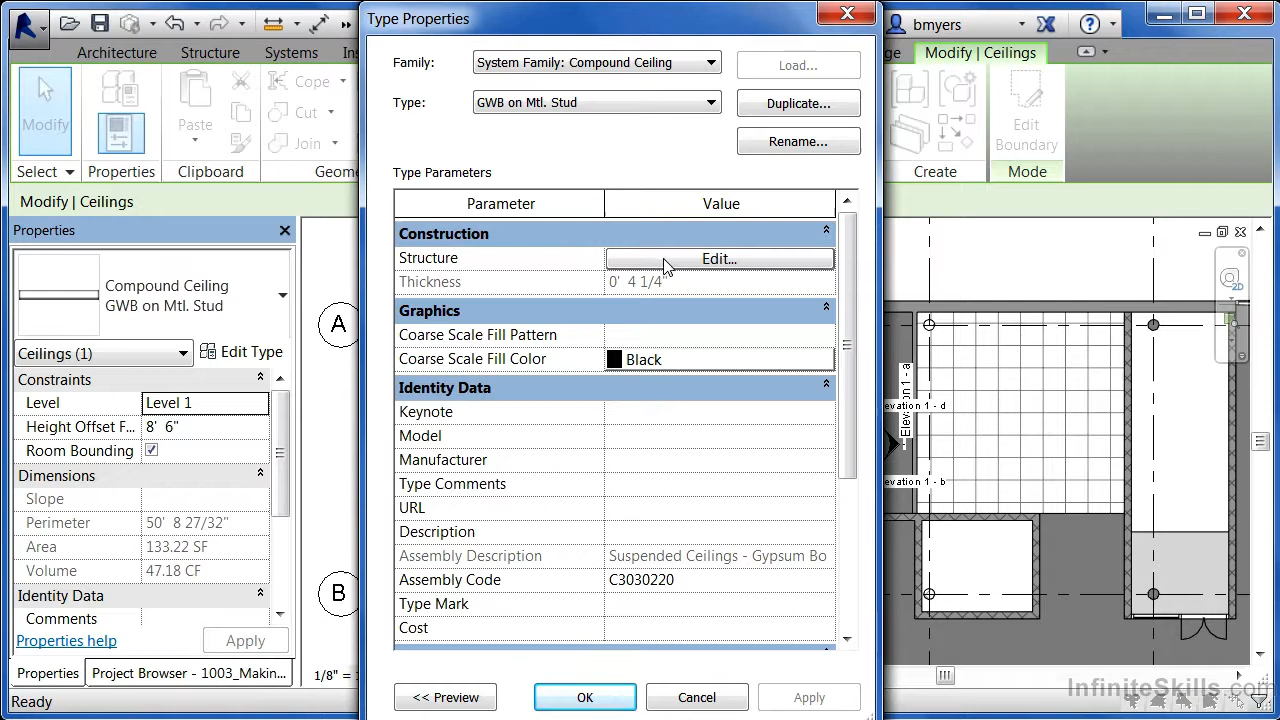 Type Properties
bmyers
Architecture
Structure
Systems
Modify | Ceilings
Modify
Select
Properties
Paste
Clipboard
Cope
Cut
Join
Create
Edit
Boundary
Mode
Modify | Ceilings
Properties
Compound Ceiling
GWB on Mtl. Stud
Ceilings (1)
Edit Type
Constraints
Level
Level 1
Height Offset F...
8' 6"
Room Bounding
Dimensions
Slope
Perimeter
50' 8 27/32"
Area
133.22 SF
Volume
47.18 CF
Identity Data
Comments
Properties help
Apply
Properties
Project Browser - 1003_Makin...
Ready
1/8" =
A
B
Family:
System Family: Compound Ceiling
Load...
Type:
GWB on Mtl. Stud
Duplicate...
Rename...
Type Parameters
Parameter
Value
Construction
Structure
Edit...
Thickness
0' 4 1/4"
Graphics
Coarse Scale Fill Pattern
Coarse Scale Fill Color
Black
Identity Data
Keynote
Model
Manufacturer
Type Comments
URL
Description
Assembly Description
Suspended Ceilings - Gypsum Bo
Assembly Code
C3030220
Type Mark
Cost
<< Preview
OK
Cancel
Apply
Elevation 1 - a
evation 1 - d
evation 1 - b
2D
InfiniteSkills.com